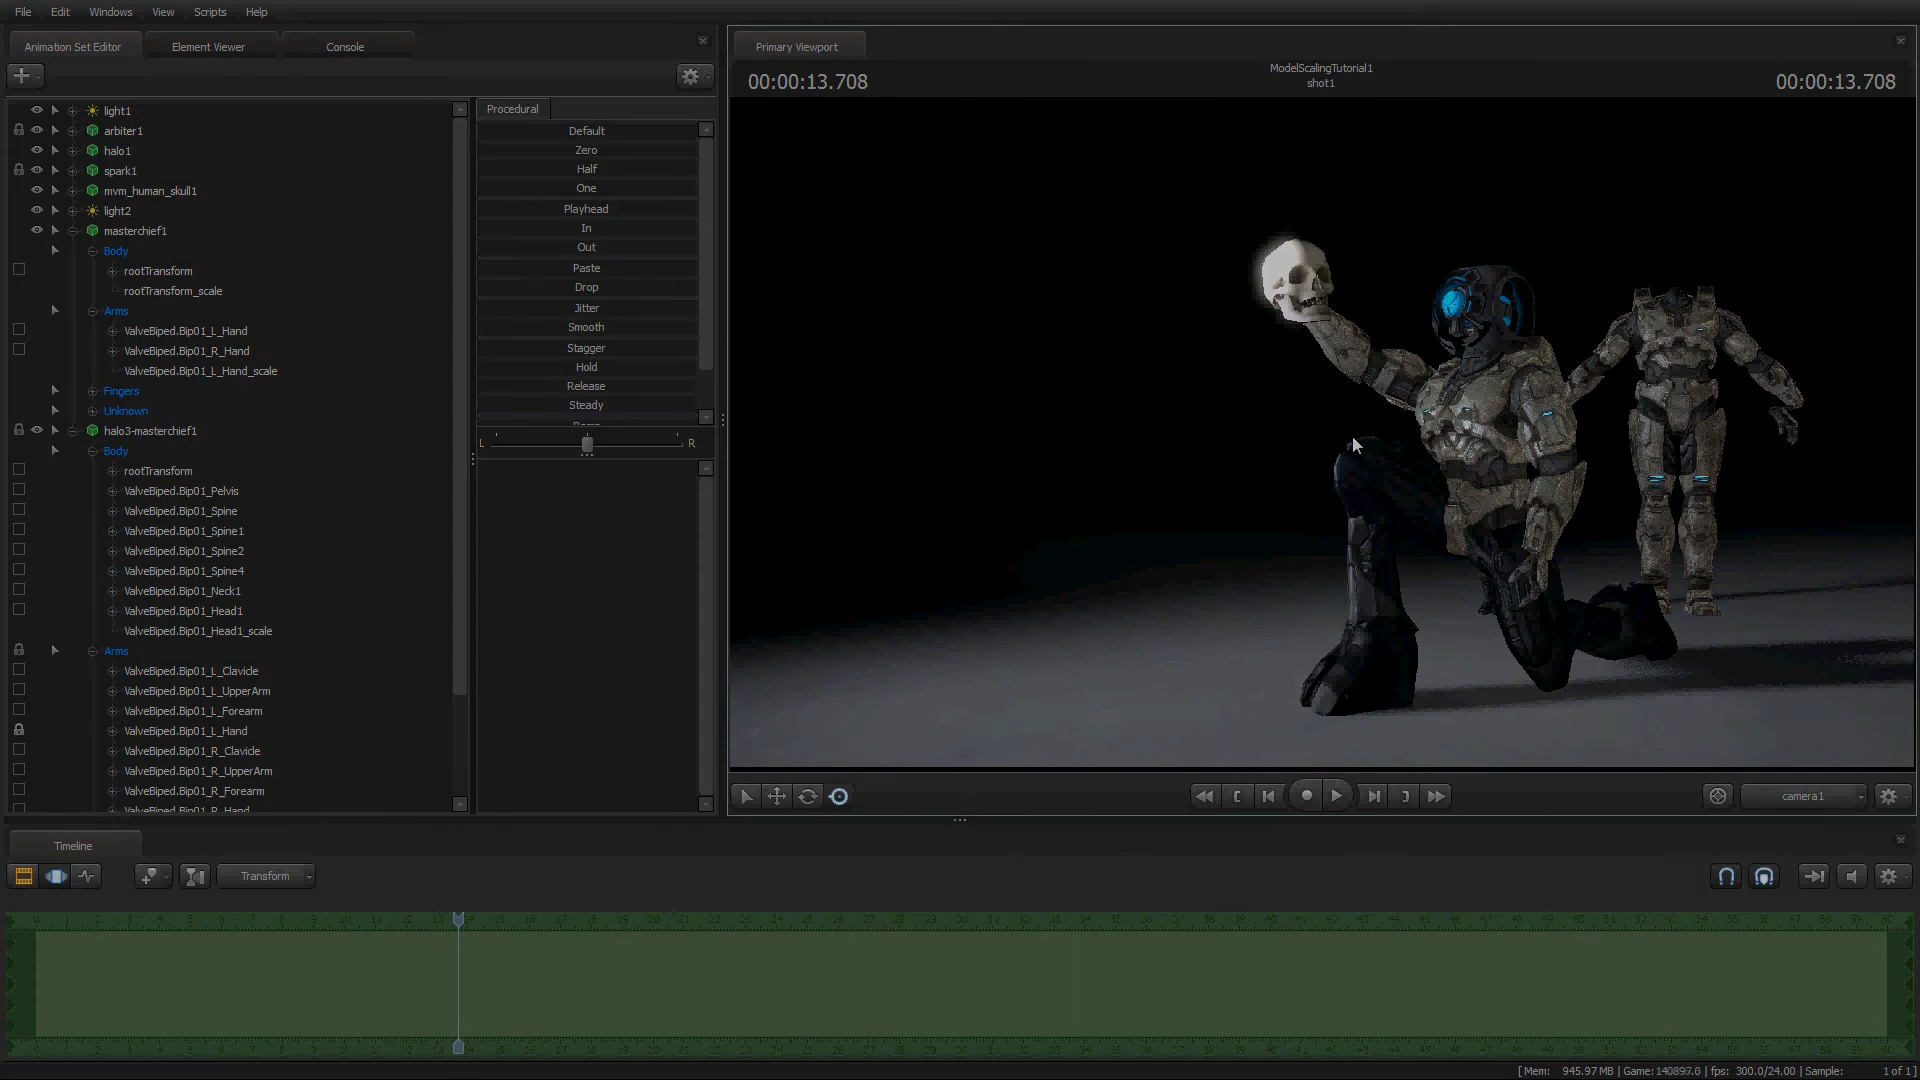 File Edit Windows View Scripts Help
Animation Set Editor Element Viewer Console
Primary Viewport
00:00:13.708
ModelScalingTutorial1
shot1
00:00:13.708
light1
arbiter1
halo1
spark1
mvm_human_skull1
light2
masterchief1
Body
rootTransform
rootTransform_scale
Arms
ValveBiped.Bip01_L_Hand
ValveBiped.Bip01_R_Hand
ValveBiped.Bip01_L_Hand_scale
Fingers
Unknown
halo3-masterchief1
Body
rootTransform
ValveBiped.Bip01_Pelvis
ValveBiped.Bip01_Spine
ValveBiped.Bip01_Spine1
ValveBiped.Bip01_Spine2
ValveBiped.Bip01_Spine4
ValveBiped.Bip01_Neck1
ValveBiped.Bip01_Head1
ValveBiped.Bip01_Head1_scale
Arms
ValveBiped.Bip01_L_Clavicle
ValveBiped.Bip01_L_UpperArm
ValveBiped.Bip01_L_Forearm
ValveBiped.Bip01_L_Hand
ValveBiped.Bip01_R_Clavicle
ValveBiped.Bip01_R_UpperArm
ValveBiped.Bip01_R_Forearm
ValveBiped.Bip01_R_Hand
Procedural
Default
Zero
Half
One
Playhead
In
Out
Paste
Drop
Jitter
Smooth
Stagger
Hold
Release
Steady
L R
camera1
Timeline
Transform
[ Mem: 945.97 MB | Game: 140897.6 | fps: 300.0/24.00 | Sample: 1 of 1 ]